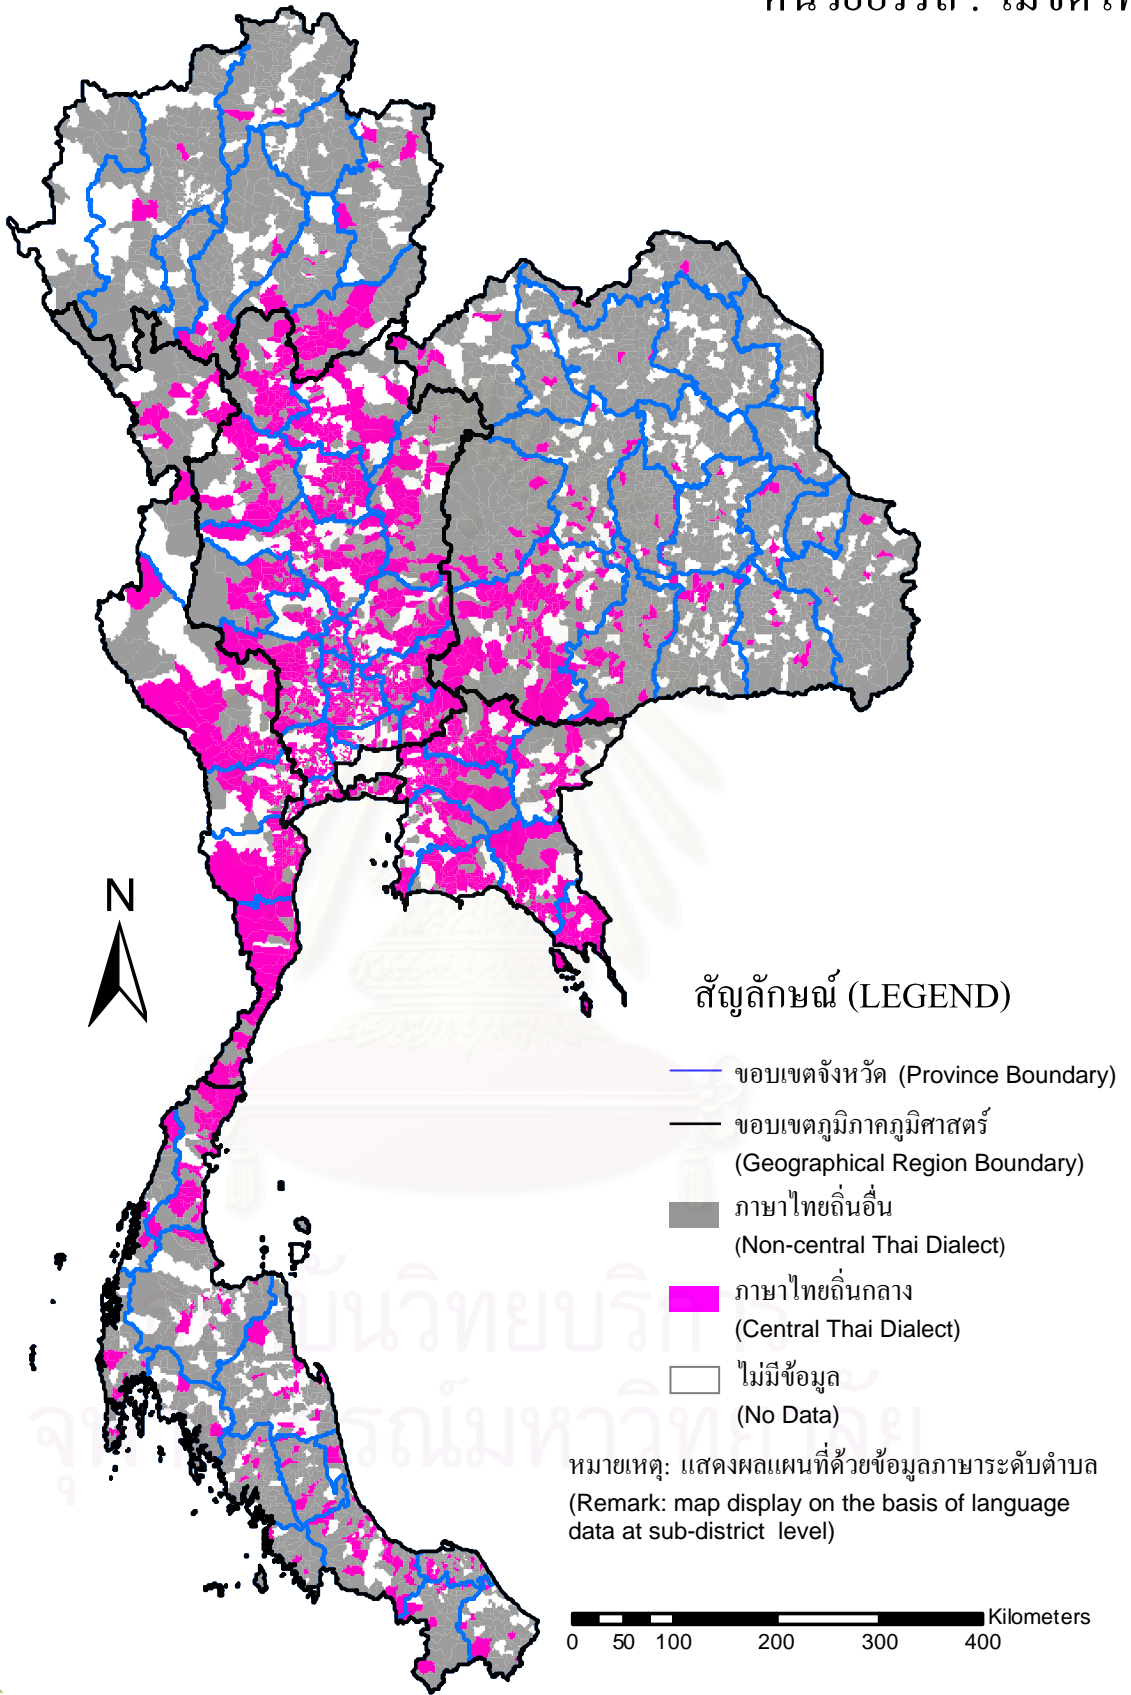 N
สัญลักษณ์ (LEGEND)
ขอบเขตจังหวัด (Province Boundary)
ขอบเขตภูมิภาคภูมิศาสตร์
(Geographical Region Boundary)
ภาษาไทยถิ่นอื่น
(Non-central Thai Dialect)
ภาษาไทยถิ่นกลาง
(Central Thai Dialect)
ไม่มีข้อมูล
(No Data)
หมายเหตุ: แสดงผลแผนที่ด้วยข้อมูลภาษาระดับตำบล
(Remark: map display on the basis of language
data at sub-district level)
Kilometers
0 50 100 200 300 400